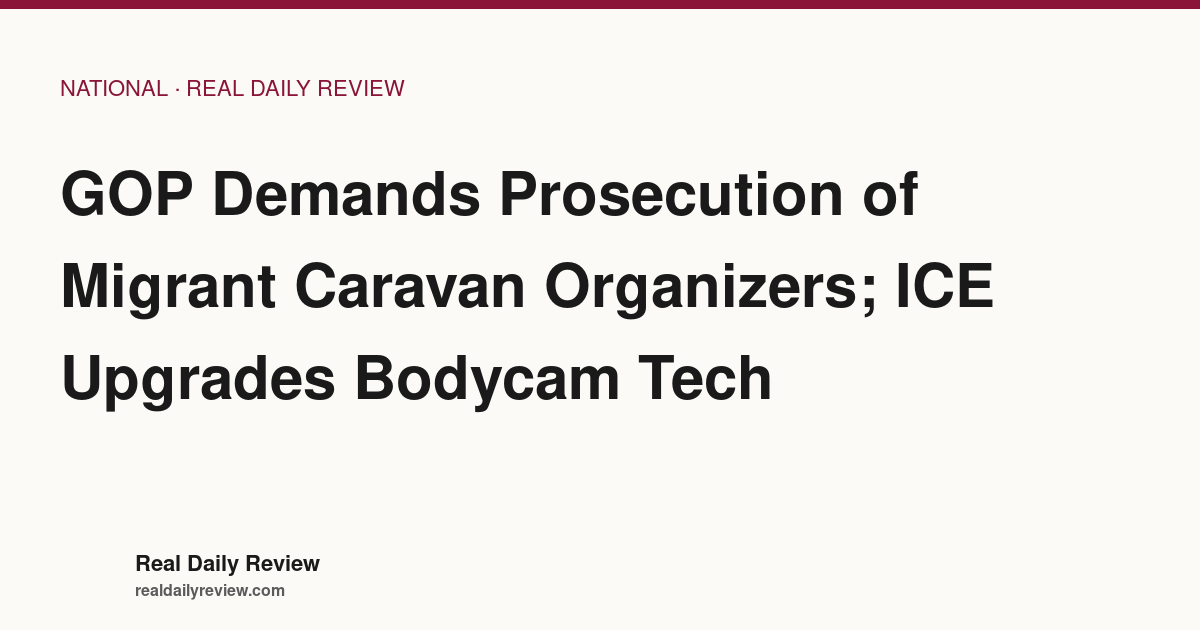 NATIONAL · REAL DAILY REVIEW
GOP Demands Prosecution of
Migrant Caravan Organizers; ICE
Upgrades Bodycam Tech
Real Daily Review
realdailyreview.com